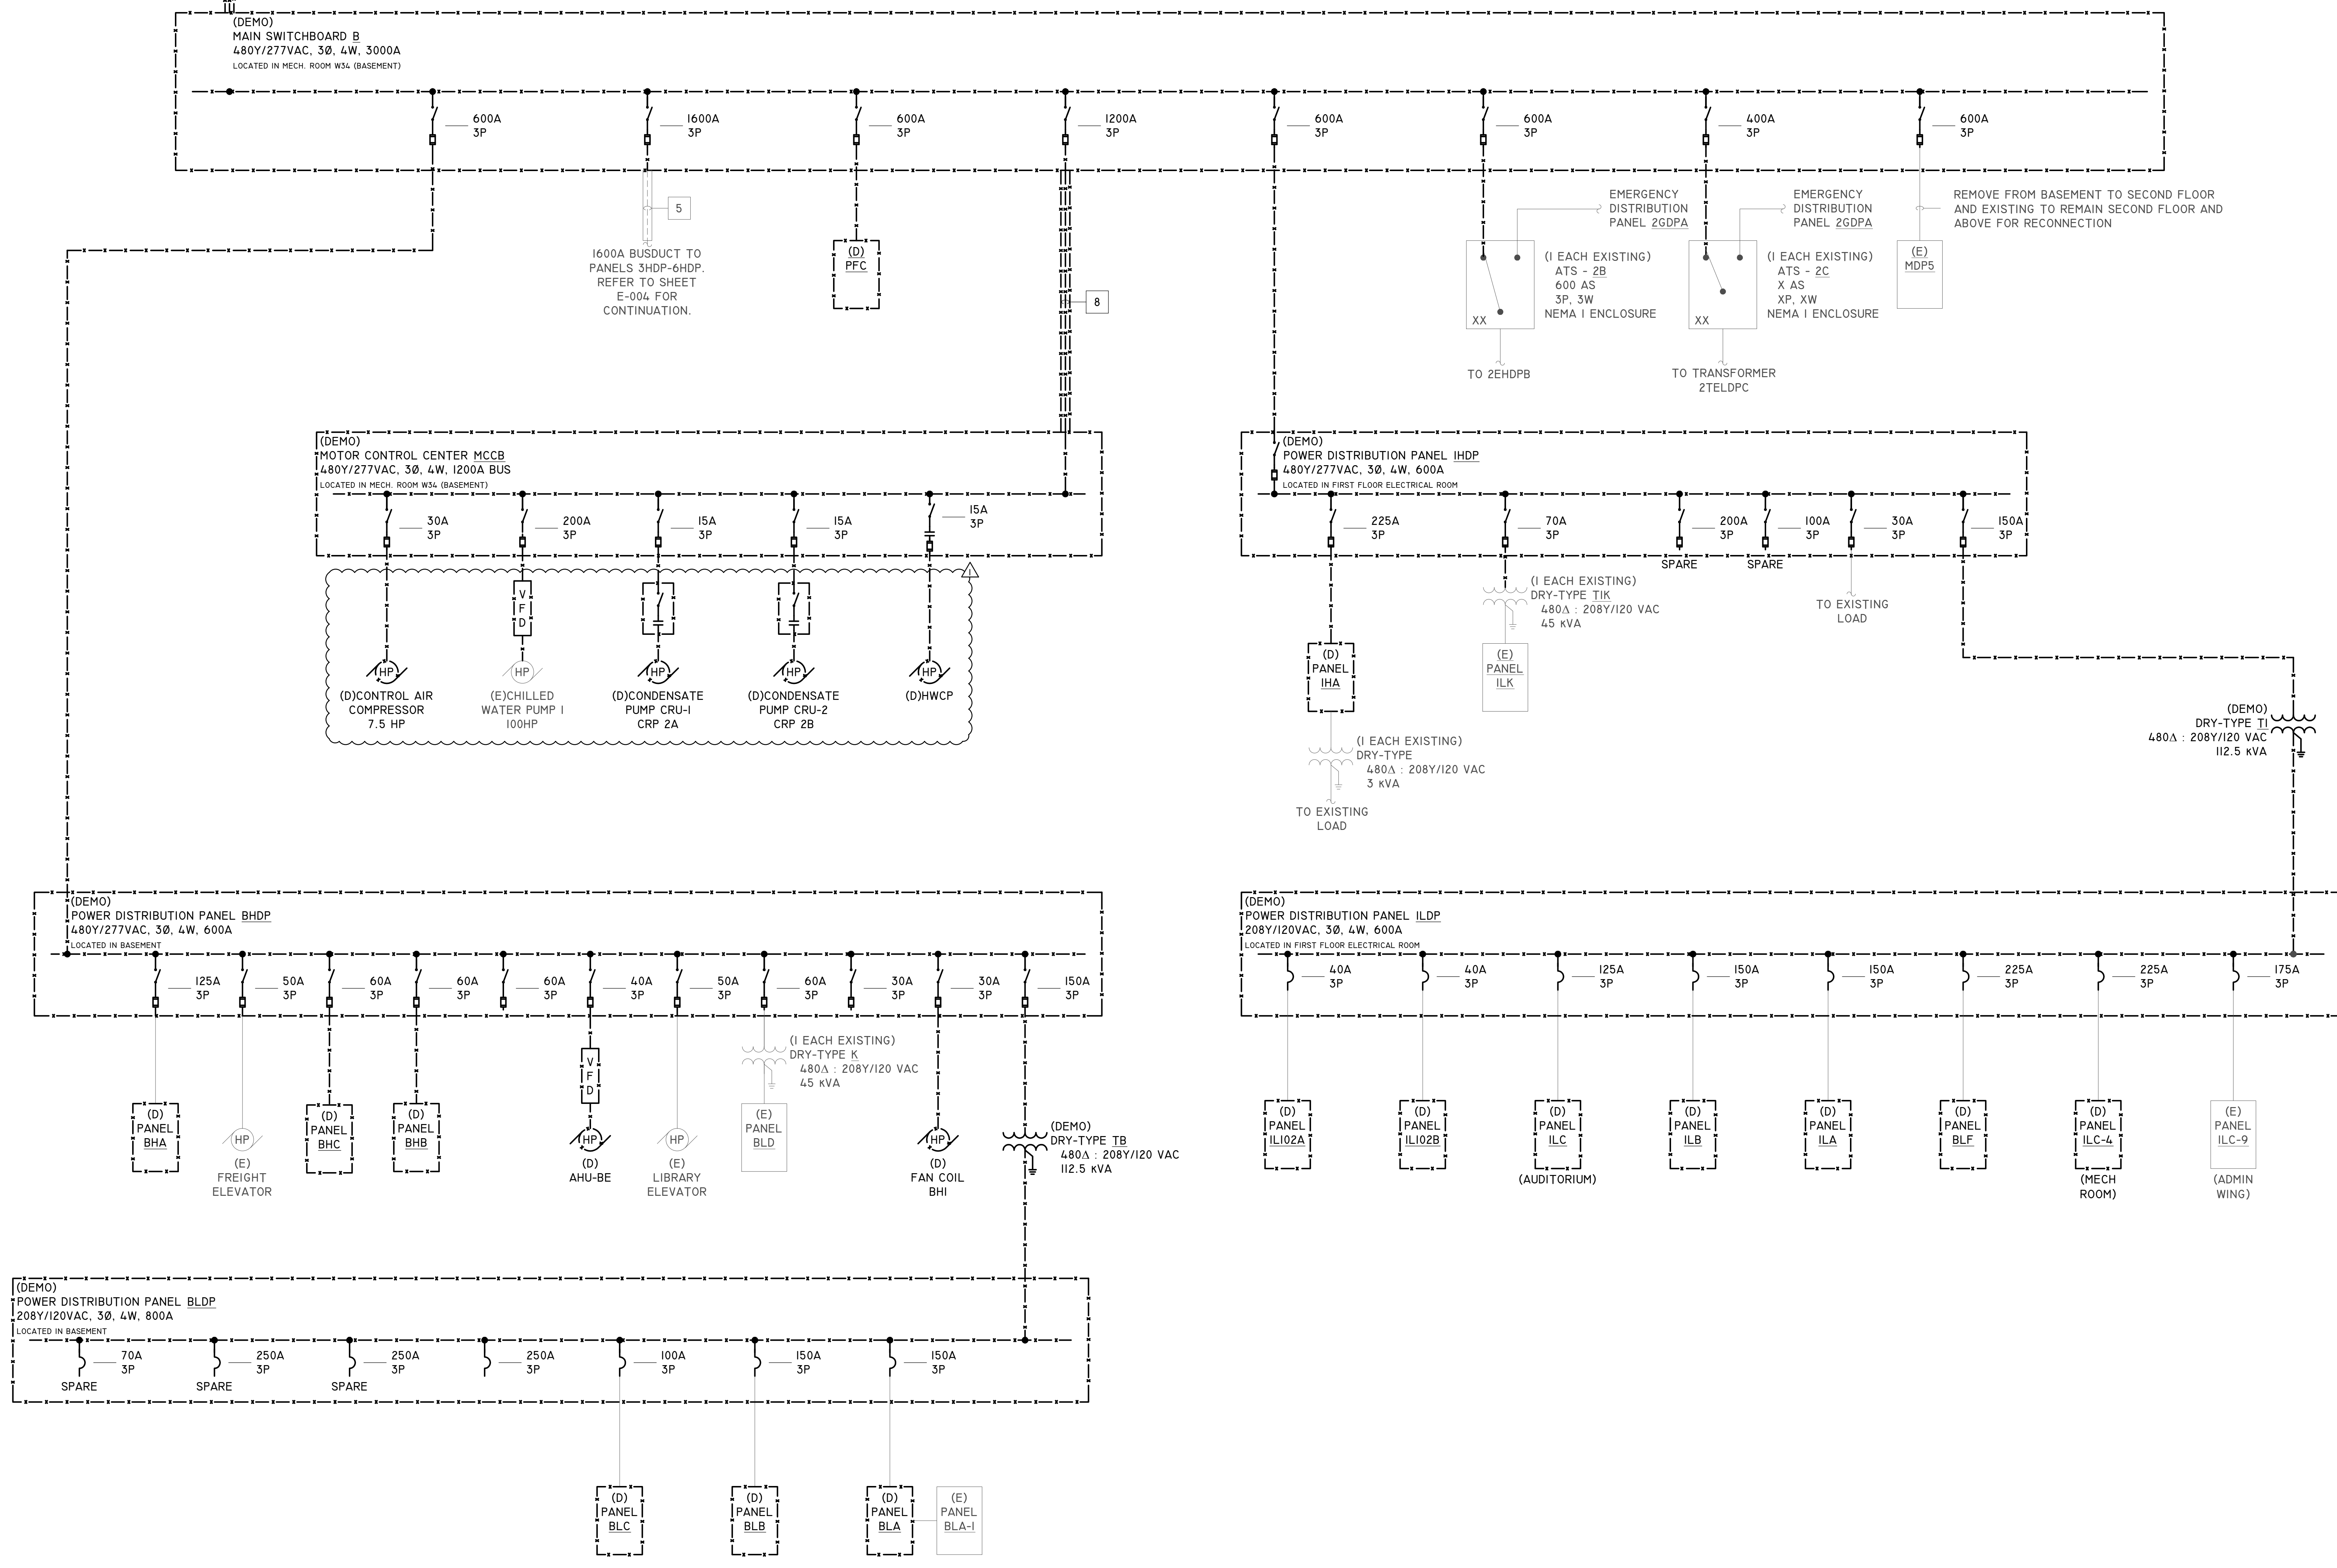 (DEMO)
MAIN SWITCHBOARD B
480Y/277VAC, 3Ø, 4W, 3000A
LOCATED IN MECH. ROOM W34 (BASEMENT)
600A
3P
1600A
3P
600A
3P
1200A
3P
600A
3P
600A
3P
400A
3P
600A
3P
5
1600A BUSDUCT TO
PANELS 3HDP-6HDP.
REFER TO SHEET
E-004 FOR
CONTINUATION.
(D)
PFC
8
EMERGENCY
DISTRIBUTION
PANEL 2GDPA
XX
(1 EACH EXISTING)
ATS - 2B
600 AS
3P, 3W
NEMA 1 ENCLOSURE
TO 2EHDPB
EMERGENCY
DISTRIBUTION
PANEL 2GDPA
XX
(1 EACH EXISTING)
ATS - 2C
X AS
XP, XW
NEMA 1 ENCLOSURE
TO TRANSFORMER
2TELDPC
REMOVE FROM BASEMENT TO SECOND FLOOR
AND EXISTING TO REMAIN SECOND FLOOR AND
ABOVE FOR RECONNECTION
(E)
MDP5
(DEMO)
MOTOR CONTROL CENTER MCCB
480Y/277VAC, 3Ø, 4W, 1200A BUS
LOCATED IN MECH. ROOM W34 (BASEMENT)
30A
3P
200A
3P
15A
3P
15A
3P
15A
3P
1
VFD
HP
(D)CONTROL AIR
COMPRESSOR
7.5 HP
HP
(E)CHILLED
WATER PUMP 1
100HP
HP
(D)CONDENSATE
PUMP CRU-1
CRP 2A
HP
(D)CONDENSATE
PUMP CRU-2
CRP 2B
HP
(D)HWCP
(DEMO)
POWER DISTRIBUTION PANEL 1HDP
480Y/277VAC, 3Ø, 4W, 600A
LOCATED IN FIRST FLOOR ELECTRICAL ROOM
225A
3P
70A
3P
200A
3P
SPARE
100A
3P
SPARE
30A
3P
150A
3P
(D)
PANEL
1HA
(1 EACH EXISTING)
DRY-TYPE
480Δ : 208Y/120 VAC
3 KVA
TO EXISTING
LOAD
(1 EACH EXISTING)
DRY-TYPE T1K
480Δ : 208Y/120 VAC
45 KVA
(E)
PANEL
1LK
TO EXISTING
LOAD
(DEMO)
DRY-TYPE T1
480Δ : 208Y/120 VAC
112.5 KVA
(DEMO)
POWER DISTRIBUTION PANEL BHDP
480Y/277VAC, 3Ø, 4W, 600A
LOCATED IN BASEMENT
125A
3P
50A
3P
60A
3P
60A
3P
60A
3P
40A
3P
50A
3P
60A
3P
30A
3P
30A
3P
150A
3P
(D)
PANEL
BHA
HP
(E)
FREIGHT
ELEVATOR
(D)
PANEL
BHC
(D)
PANEL
BHB
VFD
HP
(D)
AHU-BE
HP
(E)
LIBRARY
ELEVATOR
(1 EACH EXISTING)
DRY-TYPE K
480Δ : 208Y/120 VAC
45 KVA
(E)
PANEL
BLD
HP
(D)
FAN COIL
BH1
(DEMO)
DRY-TYPE TB
480Δ : 208Y/120 VAC
112.5 KVA
(DEMO)
POWER DISTRIBUTION PANEL 1LDP
208Y/120VAC, 3Ø, 4W, 600A
LOCATED IN FIRST FLOOR ELECTRICAL ROOM
40A
3P
40A
3P
125A
3P
150A
3P
150A
3P
225A
3P
225A
3P
175A
3P
(D)
PANEL
1L102A
(D)
PANEL
1L102B
(D)
PANEL
1LC
(AUDITORIUM)
(D)
PANEL
1LB
(D)
PANEL
1LA
(D)
PANEL
BLF
(D)
PANEL
1LC-4
(MECH
ROOM)
(E)
PANEL
1LC-9
(ADMIN
WING)
(DEMO)
POWER DISTRIBUTION PANEL BLDP
208Y/120VAC, 3Ø, 4W, 800A
LOCATED IN BASEMENT
70A
3P
SPARE
250A
3P
SPARE
250A
3P
SPARE
250A
3P
100A
3P
150A
3P
150A
3P
(D)
PANEL
BLC
(D)
PANEL
BLB
(D)
PANEL
BLA
(E)
PANEL
BLA-1